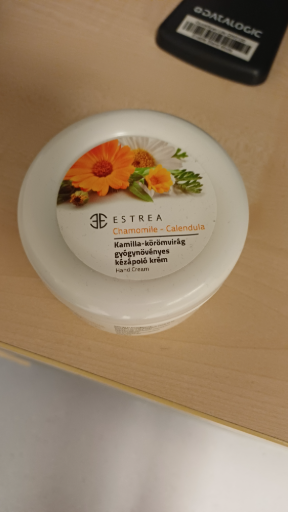 DATALOGIC
ESTREA
Chamomile - Calendula
Kamilla-körömvirág
gyógynövényes
kézápoló krém
Hand Cream